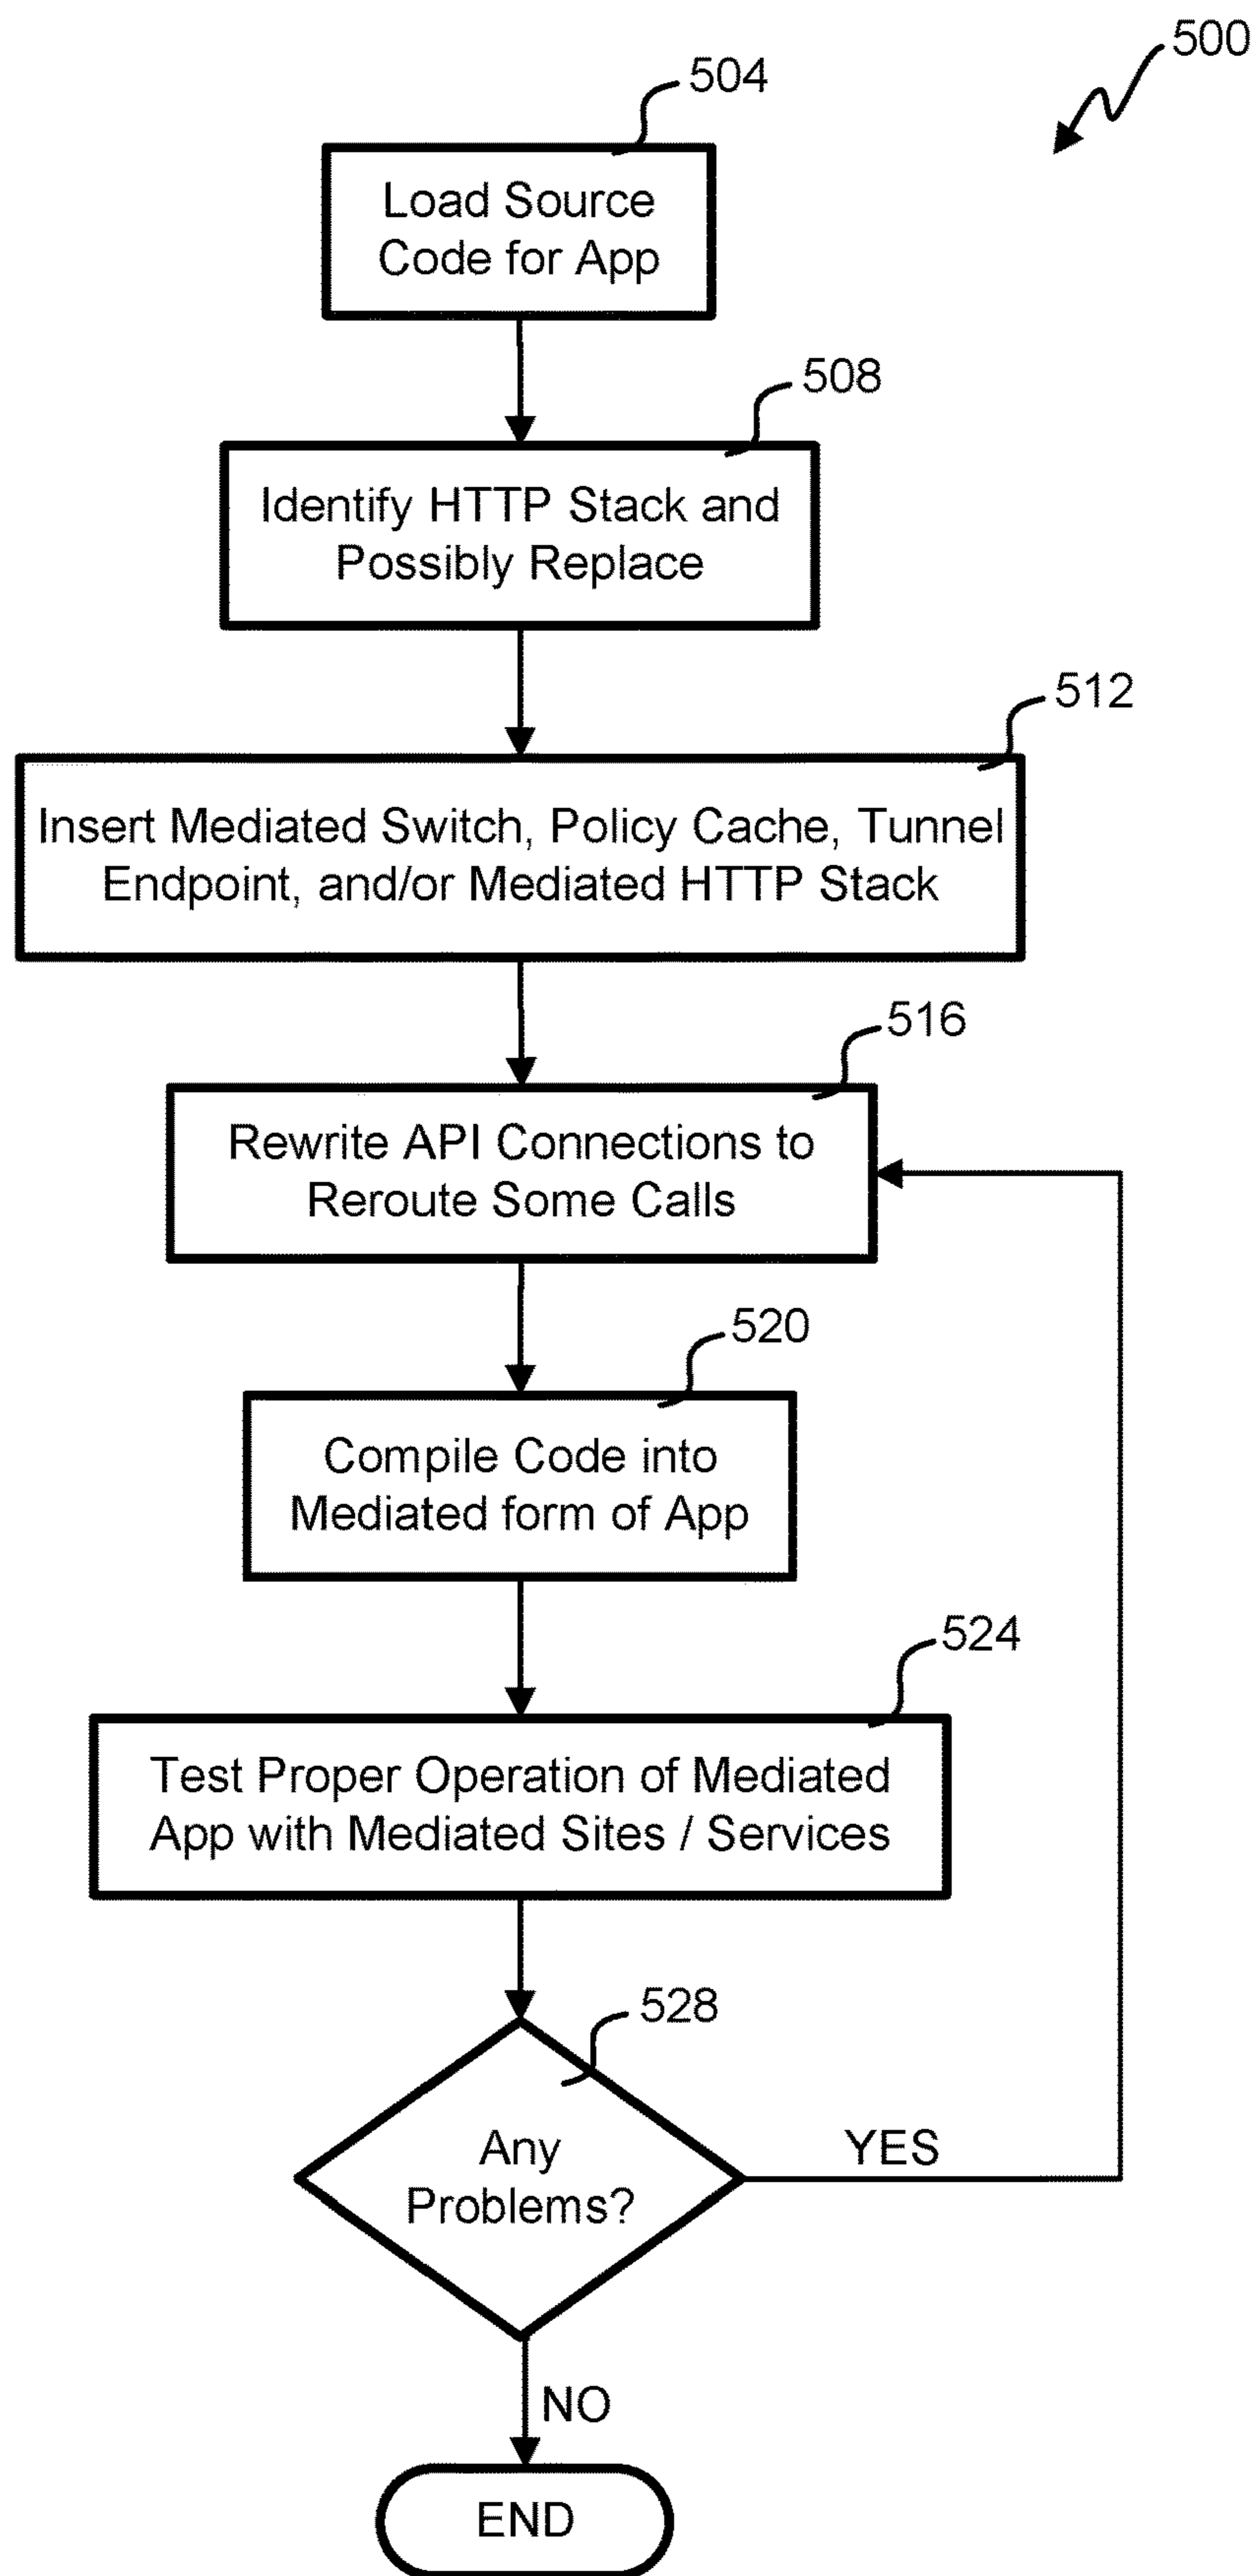 500
504
Load Source
Code for App
508
Identify HTTP Stack and
Possibly Replace
512
Insert Mediated Switch, Policy Cache, Tunnel
Endpoint, and/or Mediated HTTP Stack
516
Rewrite API Connections to
Reroute Some Calls
520
Compile Code into
Mediated form of App
524
Test Proper Operation of Mediated
App with Mediated Sites / Services
528
Any
Problems?
YES
NO
END